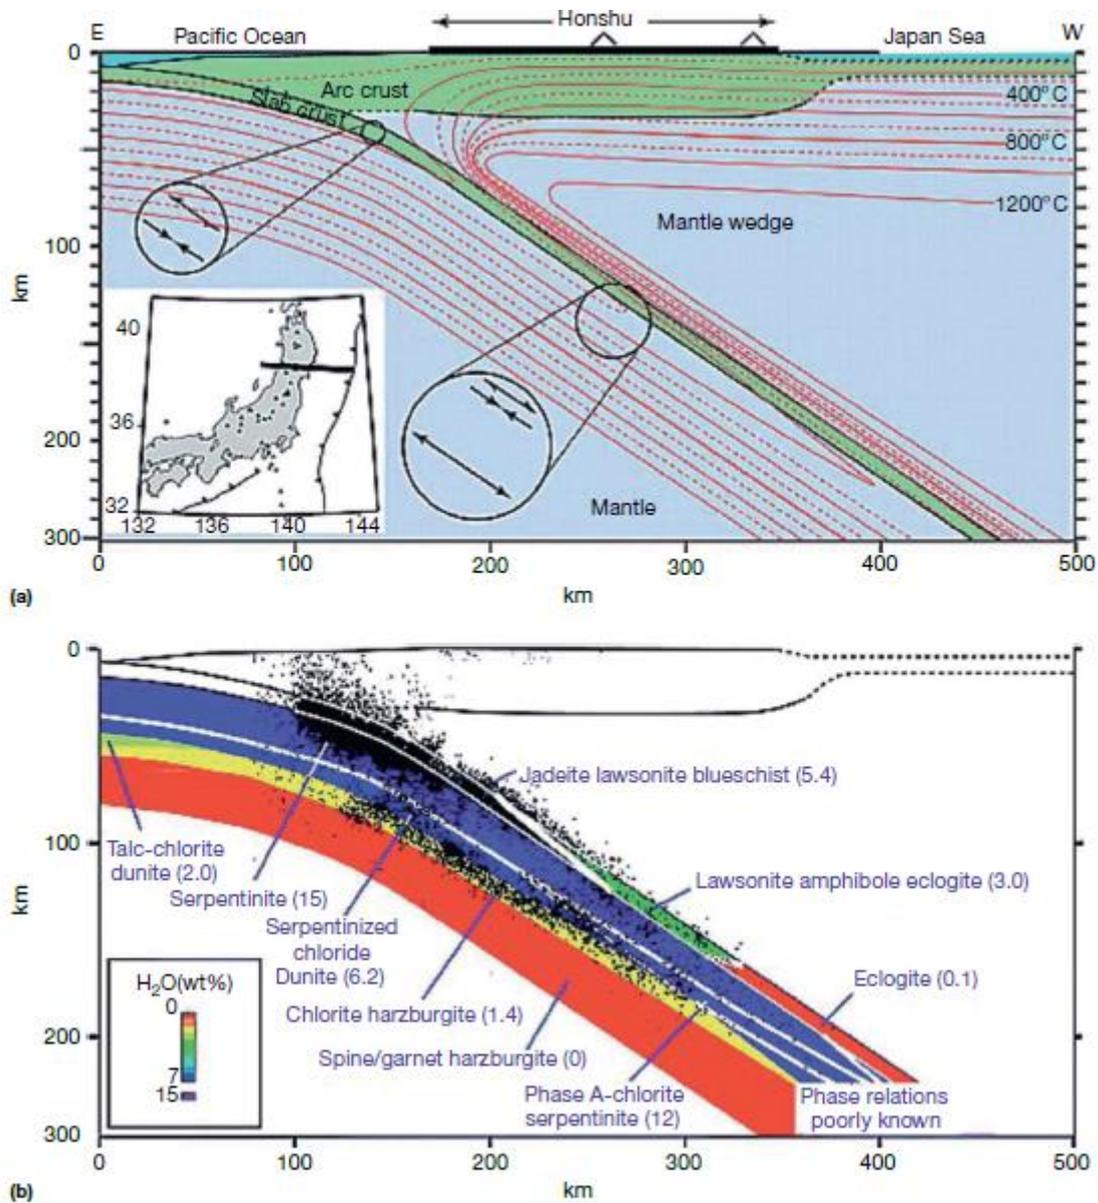 Honshu
E
Pacific Ocean
Japan Sea
W
0
Arc crust
Slab crust
400°C
800°C
Mantle wedge
1200°C
100
km
40
36
32
132
136
140
144
200
Mantle
300
0
100
200
300
400
500
km
(a)
0
Jadeite lawsonite blueschist (5.4)
100
Talc-chlorite
dunite (2.0)
Lawsonite amphibole eclogite (3.0)
Serpentinite (15)
km
Serpentinized
chloride
Dunite (6.2)
H₂O(wt%)
0
7
15
Eclogite (0.1)
Chlorite harzburgite (1.4)
200
Spine/garnet harzburgite (0)
Phase A-chlorite
serpentinite (12)
Phase relations
poorly known
300
0
100
200
300
400
500
km
(b)